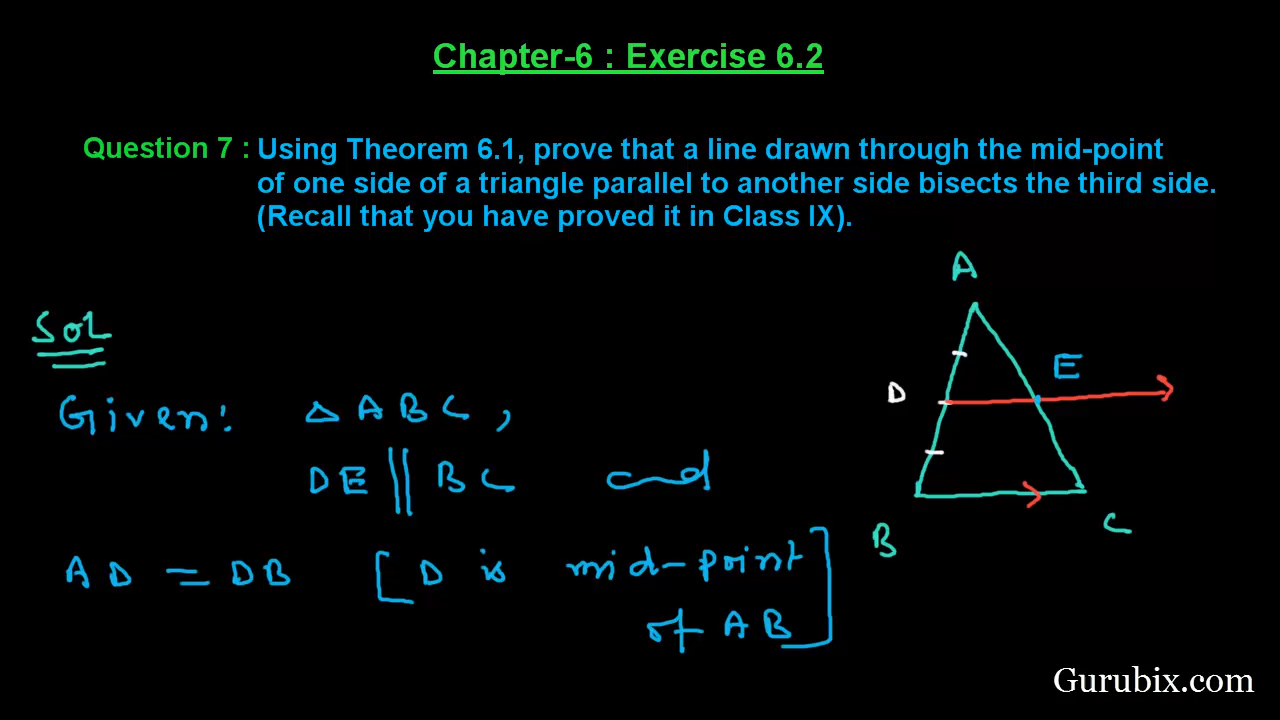 Chapter-6 : Exercise 6.2
Question 7 : Using Theorem 6.1, prove that a line drawn through the mid-point
of one side of a triangle parallel to another side bisects the third side.
(Recall that you have proved it in Class IX).
A
Sol
E
D
Given: Δ ABC,
DE || BC and
B
C
AD = DB [D is mid-point
of AB]
Gurubix.com